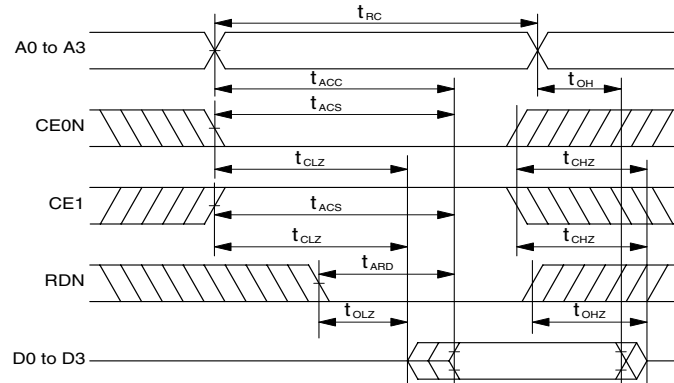 tRC
A0 to A3
tACC
tOH
tACS
CE0N
tCLZ
tCHZ
CE1
tACS
tCLZ
tCHZ
tARD
RDN
tOLZ
tOHZ
D0 to D3